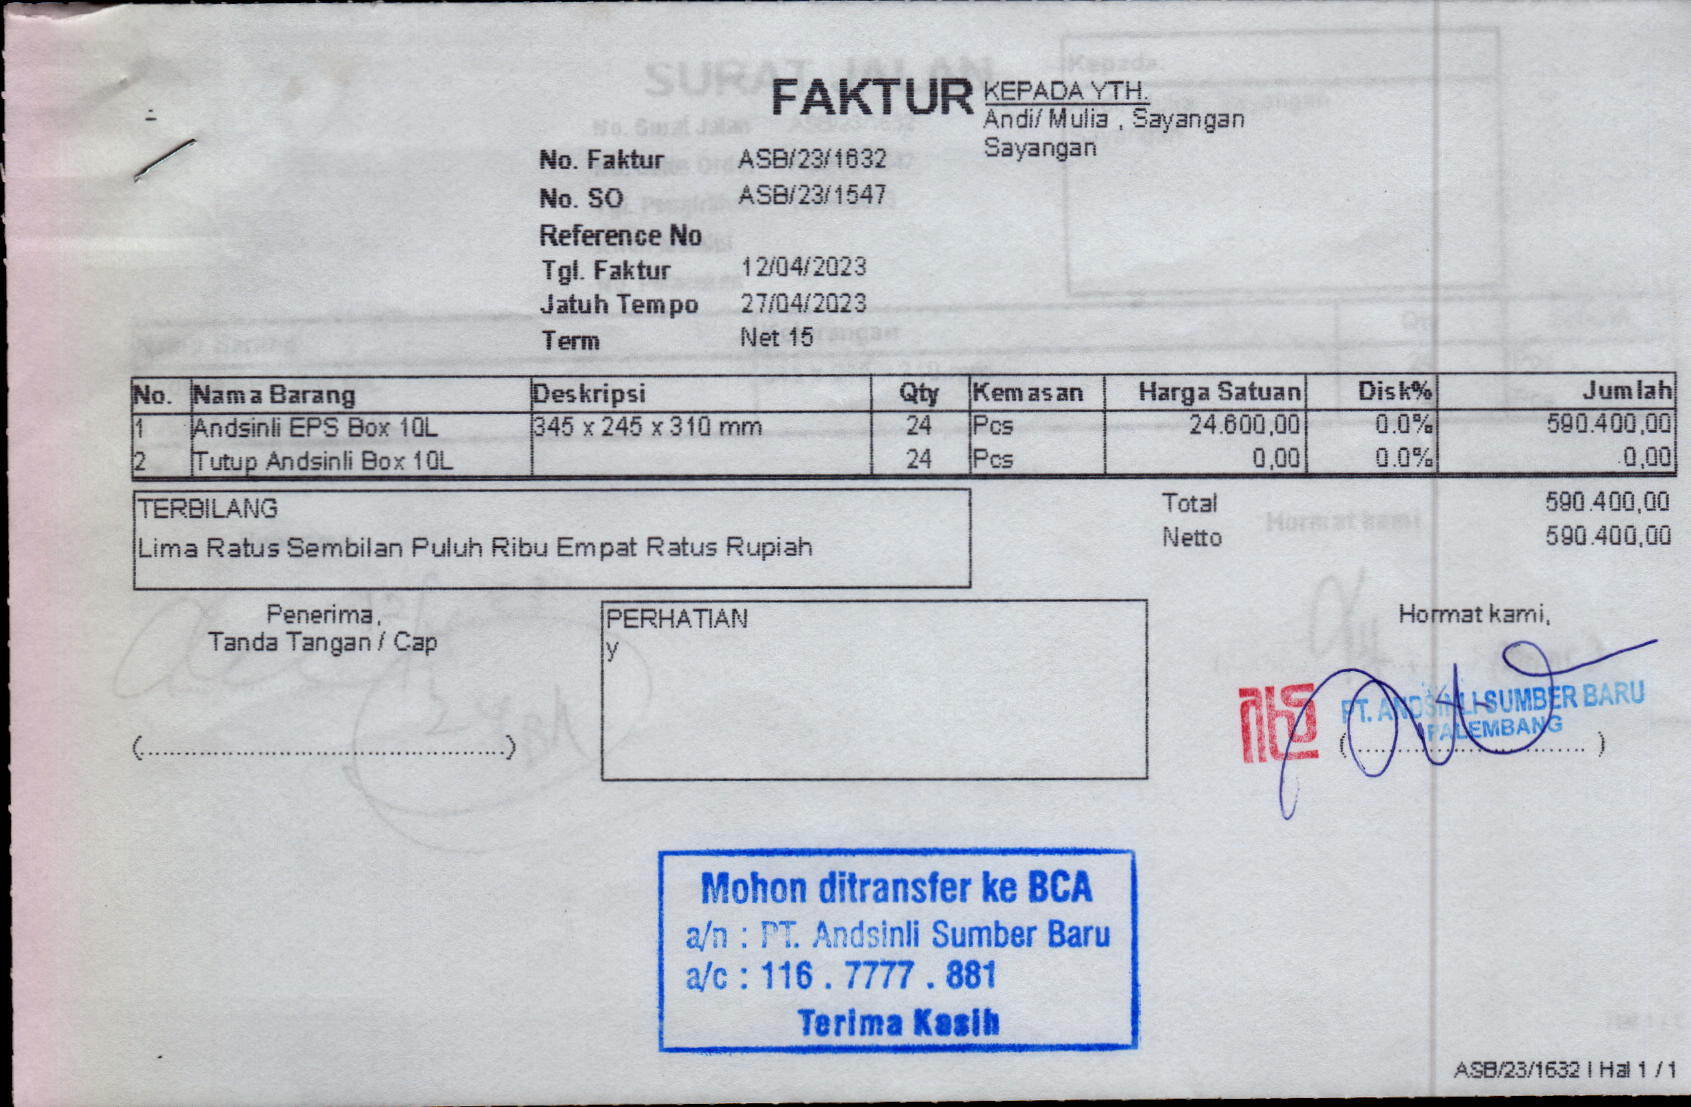 FAKTUR
KEPADA YTH.
Andi/ Mulia , Sayangan
Sayangan
No. Faktur ASB/23/1632
No. SO ASB/23/1547
Reference No
Tgl. Faktur 12/04/2023
Jatuh Tempo 27/04/2023
Term Net 15
No. Nama Barang Deskripsi Qty Kemasan Harga Satuan Disk% Jumlah
1 Andsinli EPS Box 10L 345 x 245 x 310 mm 24 Pcs 24.600,00 0.0% 590.400,00
2 Tutup Andsinli Box 10L 24 Pcs 0,00 0.0% 0,00
TERBILANG
Lima Ratus Sembilan Puluh Ribu Empat Ratus Rupiah
Total 590.400,00
Netto 590.400,00
Penerima,
Tanda Tangan / Cap
(..................................................)
PERHATIAN
y
Hormat kami,
PT. ANDSINLI SUMBER BARU
PALEMBANG
(.................................)
Mohon ditransfer ke BCA
a/n : PT. Andsinli Sumber Baru
a/c : 116 . 7777 . 881
Terima Kasih
ASB/23/1632 | Hal 1 / 1